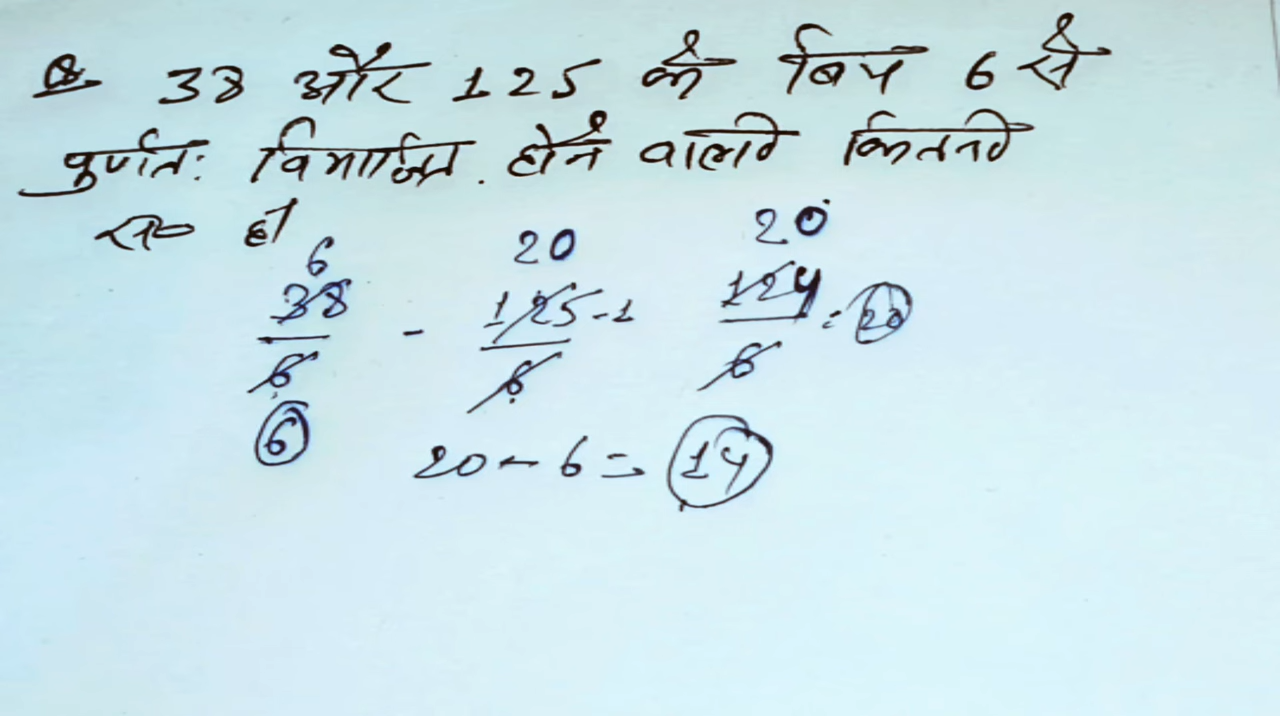 Q. 38 और 125 के बिच 6 से
पुर्णत: विभाजित होने वाली कितनी
सं० हैं
6 20 20
38/6 - 125-1/6 124/6 = 20
6 20 - 6 = 14